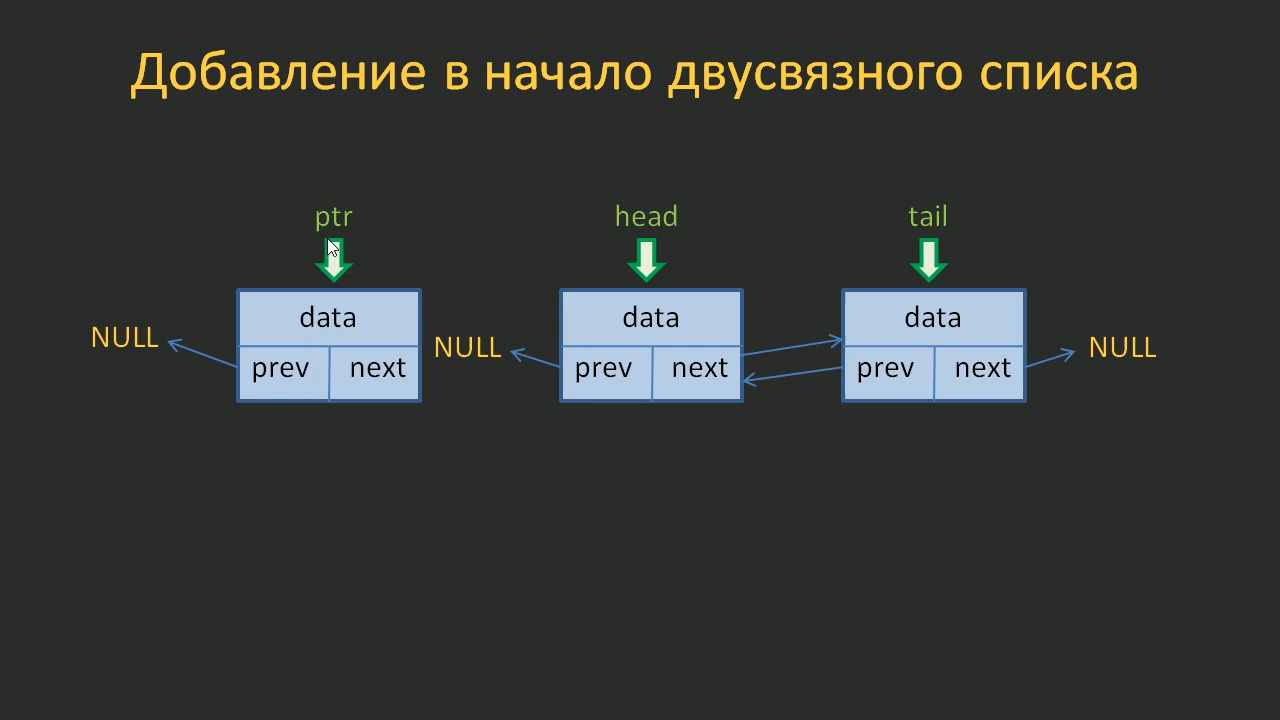 Добавление в начало двусвязного списка
ptr head tail
data data data
NULL prev next NULL prev next prev next NULL